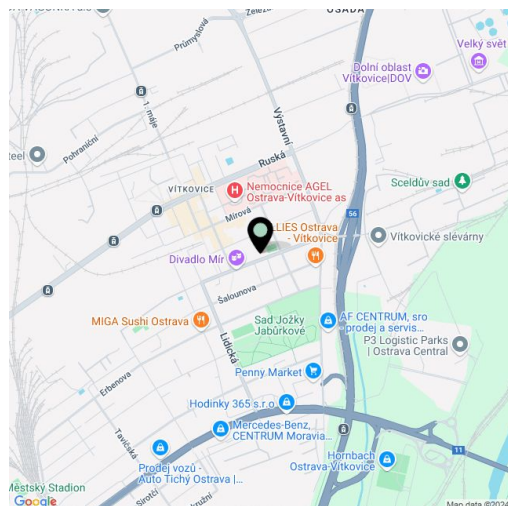 OSADA
Průmyslová
Železá
Velký svět
Dolní oblast
Vítkovice|DOV
1. máje
Výstavní
Pohraniční
Ruská
VÍTKOVICE
Nemocnice AGEL
Ostrava-Vítkovice as
Sceldův sad
Mírová
LLIES Ostrava
- Vítkovice
56
Vítkovické slévárny
Divadlo Mír
Šalounova
MIGA Sushi Ostrava
Sad Jožky
Jabůrkové
AF CENTRUM, sro
prodej a servis...
P3 Logistic Parks
| Ostrava Central
Lidická
Penny Market
Erbenova
Hodinky 365 s.r.o
Tavičská
Mercedes-Benz,
CENTRUM Moravia...
11
Prodej vozů -
Auto Tichý Ostrava |...
Hornbach
Ostrava-Vítkovice
Městský Stadion
Sirotčí
Google
Map data ©2024